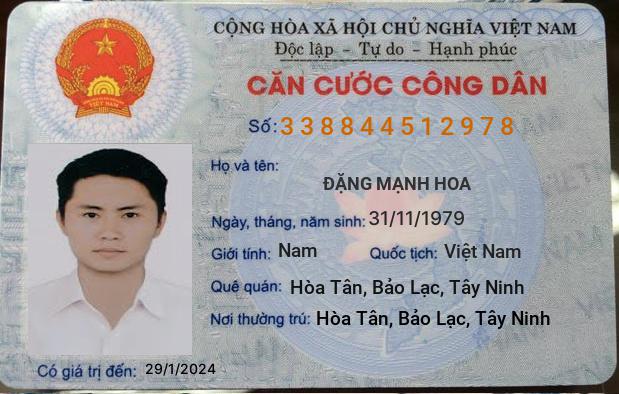 CỘNG HÒA XÃ HỘI CHỦ NGHĨA VIỆT NAM
Độc lập - Tự do - Hạnh phúc
CĂN CƯỚC CÔNG DÂN
Số: 338844512978
Họ và tên:
ĐẶNG MẠNH HOA
Ngày, tháng, năm sinh: 31/11/1979
Giới tính: Nam Quốc tịch: Việt Nam
Quê quán: Hòa Tân, Bảo Lạc, Tây Ninh
Nơi thường trú: Hòa Tân, Bảo Lạc, Tây Ninh
Có giá trị đến: 29/1/2024
VIỆT NAM